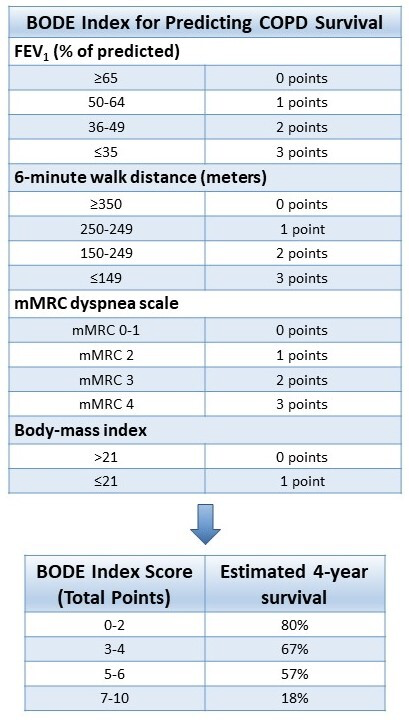 BODE Index for Predicting COPD Survival
FEV₁ (% of predicted)
≥65 0 points
50-64 1 points
36-49 2 points
≤35 3 points
6-minute walk distance (meters)
≥350 0 points
250-249 1 point
150-249 2 points
≤149 3 points
mMRC dyspnea scale
mMRC 0-1 0 points
mMRC 2 1 points
mMRC 3 2 points
mMRC 4 3 points
Body-mass index
>21 0 points
≤21 1 point
BODE Index Score Estimated 4-year
(Total Points) survival
0-2 80%
3-4 67%
5-6 57%
7-10 18%